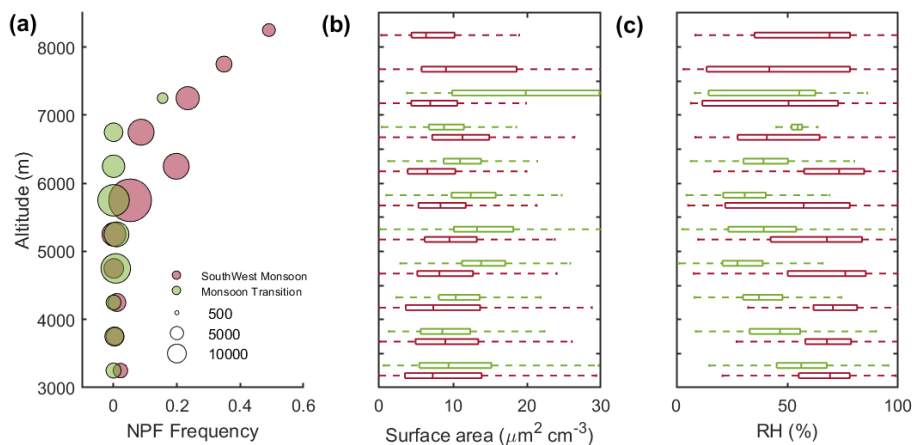 (a)
(b)
(c)
8000
7000
6000
5000
4000
3000
Altitude (m)
SouthWest Monsoon
Monsoon Transition
500
5000
10000
0 0.2 0.4 0.6
NPF Frequency
0 10 20 30
Surface area (μm² cm⁻³)
0 50 100
RH (%)